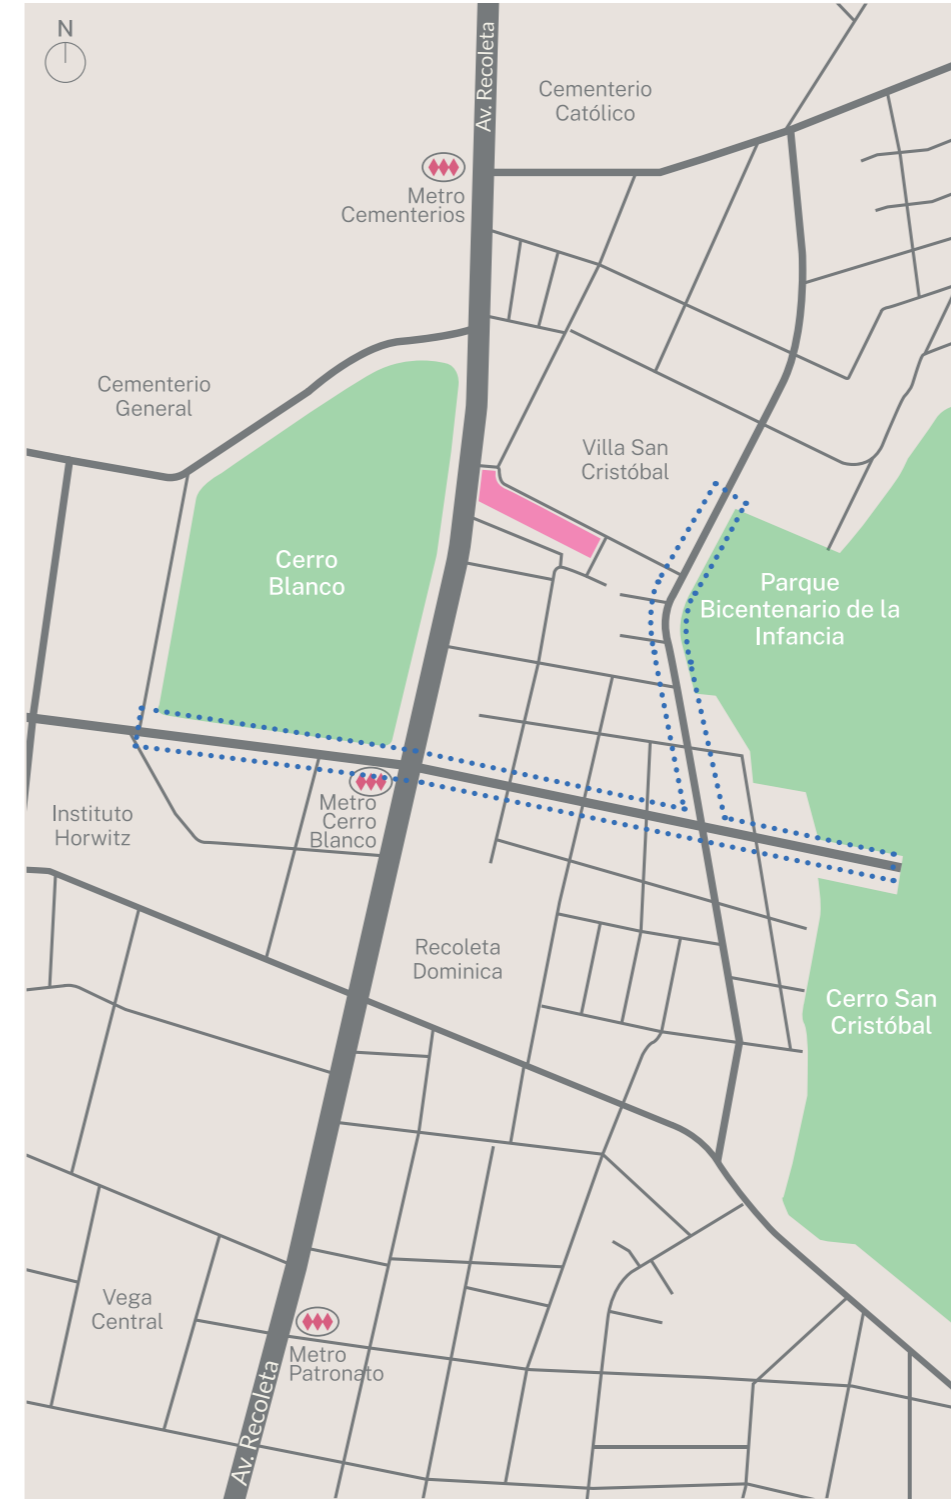 N
Av. Recoleta
Cementerio
Católico
Metro
Cementerios
Cementerio
General
Villa San
Cristóbal
Cerro
Blanco
Parque
Bicentenario de la
Infancia
Instituto
Horwitz
Metro
Cerro
Blanco
Recoleta
Dominica
Cerro San
Cristóbal
Vega
Central
Metro
Patronato
Av. Recoleta